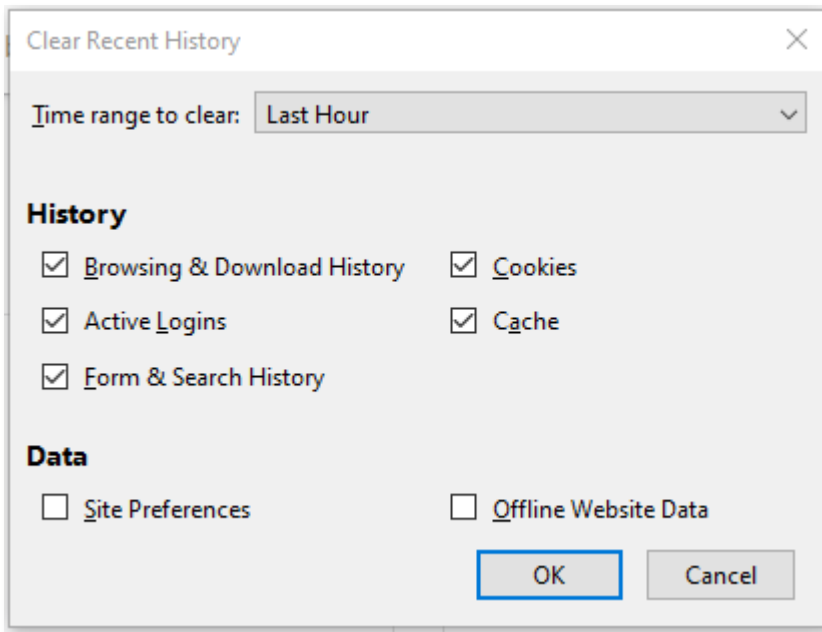 Clear Recent History
Time range to clear: Last Hour
History
Browsing & Download History Cookies
Active Logins Cache
Form & Search History
Data
Site Preferences Offline Website Data
OK Cancel